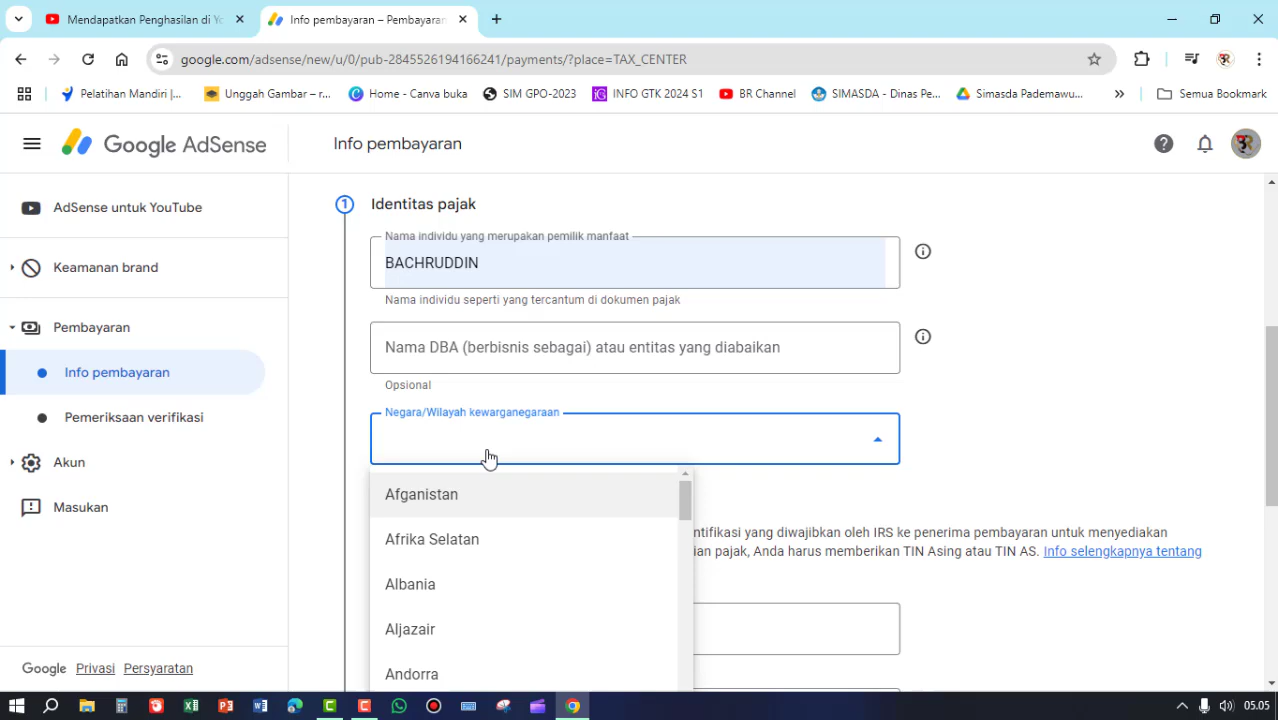 Mendapatkan Penghasilan di Yo
Info pembayaran – Pembayaran
google.com/adsense/new/u/0/pub-2845526194166241/payments/?place=TAX_CENTER
Pelatihan Mandiri |...
Unggah Gambar – r...
Home - Canva buka
SIM GPO-2023
INFO GTK 2024 S1
BR Channel
SIMASDA - Dinas Pe...
Simasda Pademawu...
Semua Bookmark
Google AdSense
Info pembayaran
AdSense untuk YouTube
Keamanan brand
Pembayaran
Info pembayaran
Pemeriksaan verifikasi
Akun
Masukan
Google Privasi Persyaratan
1 Identitas pajak
Nama individu yang merupakan pemilik manfaat
BACHRUDDIN
Nama individu seperti yang tercantum di dokumen pajak
Nama DBA (berbisnis sebagai) atau entitas yang diabaikan
Opsional
Negara/Wilayah kewarganegaraan
Afganistan
Afrika Selatan
Albania
Aljazair
Andorra
ntifikasi yang diwajibkan oleh IRS ke penerima pembayaran untuk menyediakan
ian pajak, Anda harus memberikan TIN Asing atau TIN AS. Info selengkapnya tentang
05.05